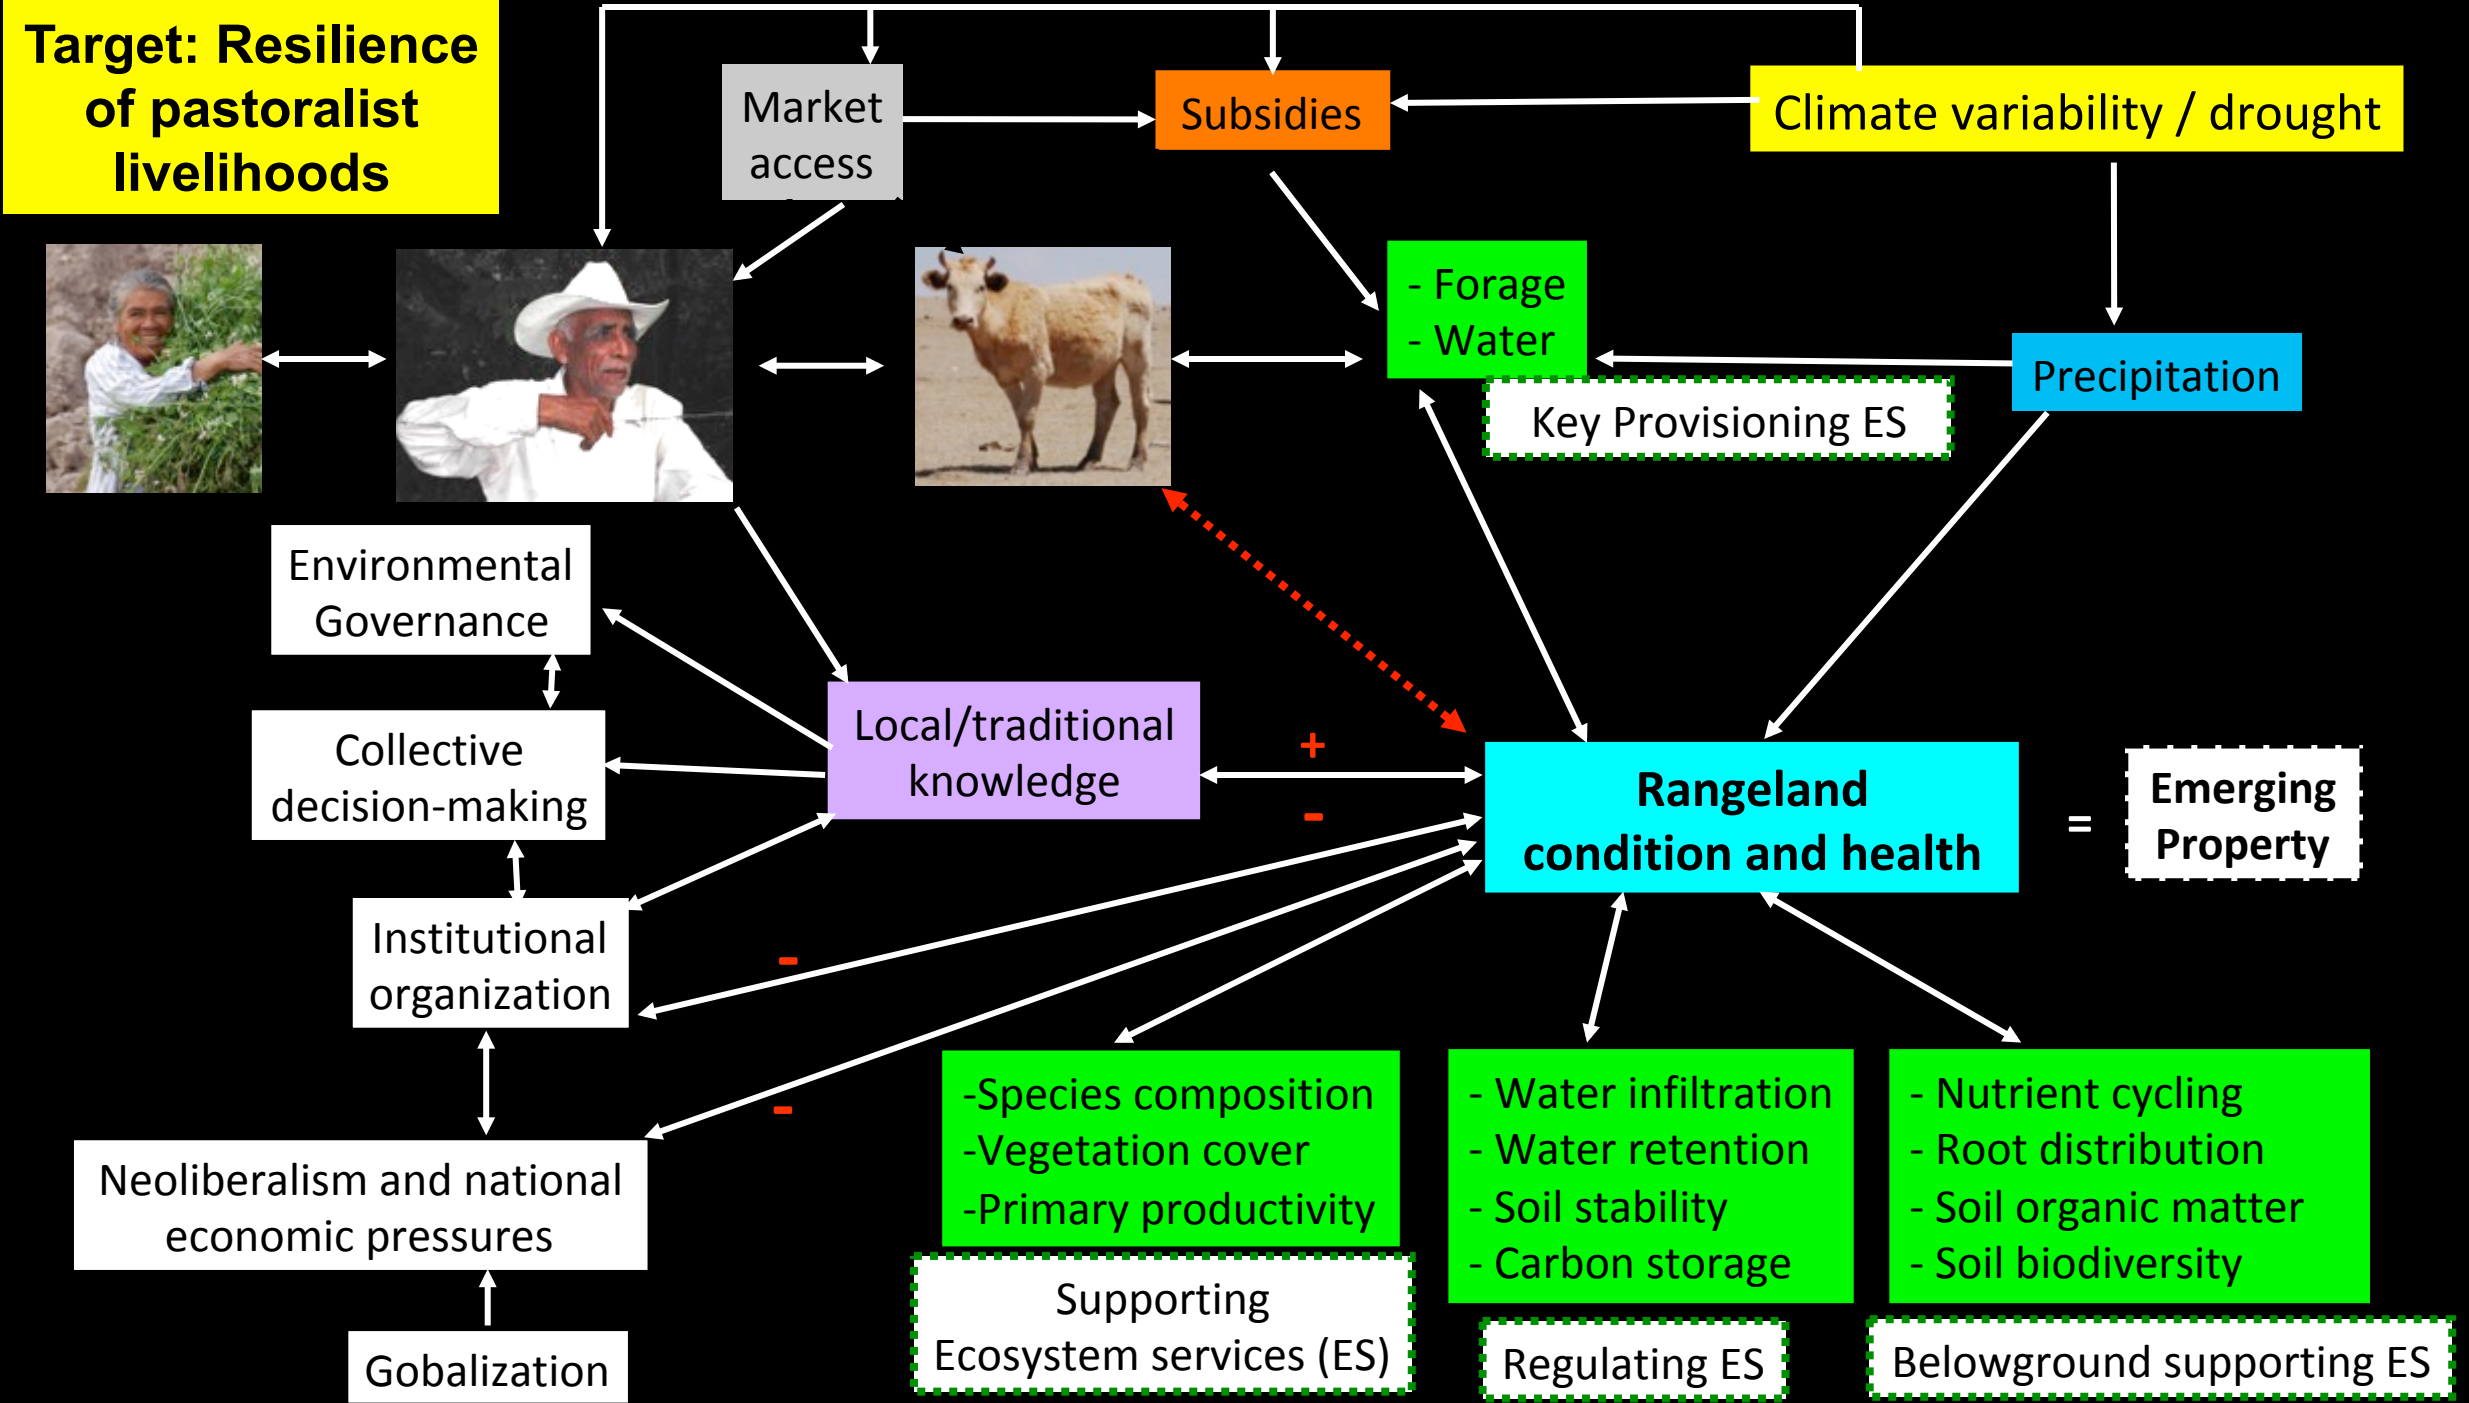 Target: Resilience
of pastoralist
livelihoods
Market
access
Subsidies
Climate variability / drought
- Forage
- Water
Key Provisioning ES
Precipitation
Environmental
Governance
Collective
decision-making
Local/traditional
knowledge
+
-
Rangeland
condition and health
=
Emerging
Property
Institutional
organization
-
-
Neoliberalism and national
economic pressures
Gobalization
-Species composition
-Vegetation cover
-Primary productivity
Supporting
Ecosystem services (ES)
- Water infiltration
- Water retention
- Soil stability
- Carbon storage
Regulating ES
- Nutrient cycling
- Root distribution
- Soil organic matter
- Soil biodiversity
Belowground supporting ES